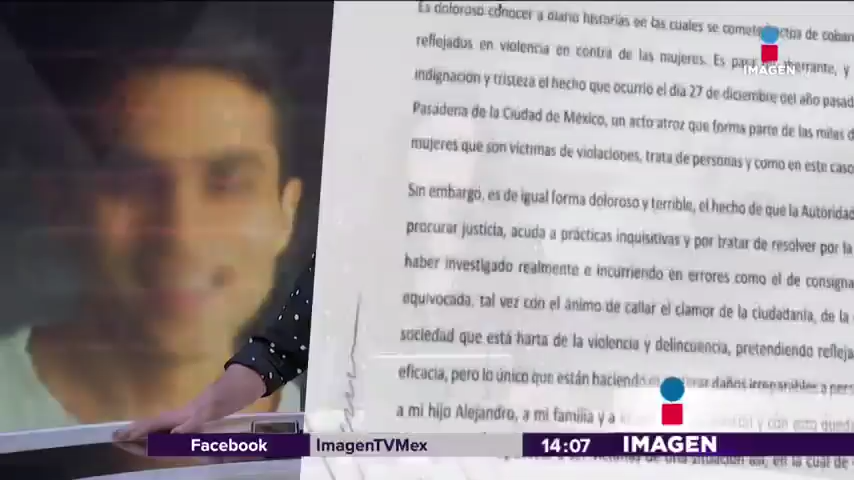 Es doloroso conocer a diario historias en las cuales se
reflejados en violencia en contra de las mujeres. Es para
IMAGEN
indignación y tristeza el hecho que ocurrió el día 27 de diciembre del año pasad
Pasadena de la Ciudad de México, un acto atroz que forma parte de las miles d
mujeres que son víctimas de violaciones, trata de personas y como en este caso
Sin embargo, es de igual forma doloroso y terrible, el hecho de que la Autoridad
procurar justicia, acuda a prácticas inquisitivas y por tratar de resolver por la
haber investigado realmente e incurriendo en errores como el de consigna
equivocada, tal vez con el ánimo de callar el clamor de la ciudadanía, de la
sociedad que está harta de la violencia y delincuencia, pretendiendo refleja
eficacia, pero lo único que están haciendo daños irreparables a pers
a mi hijo Alejandro, a mi familia y a
Facebook ImagenTVMex 14:07 IMAGEN